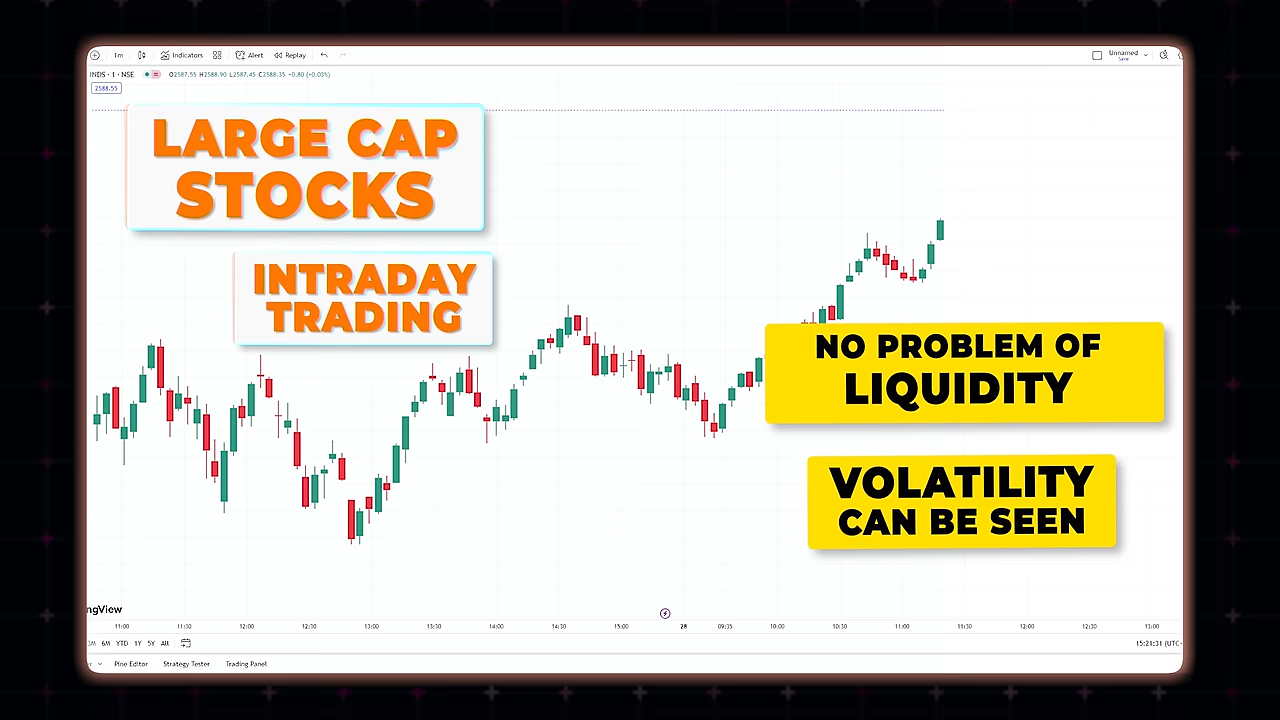 1m Indicators Alert Replay Unnamed
Save
INDS · 1 · NSE O2587.55 H2588.90 L2587.45 C2588.35 +0.80 (+0.03%)
2588.55
LARGE CAP
STOCKS
INTRADAY
TRADING
NO PROBLEM OF
LIQUIDITY
VOLATILITY
CAN BE SEEN
ngView
11:00 11:30 12:00 12:30 13:00 13:30 14:00 14:30 15:00 28 09:35 10:00 10:30 11:00 11:30 12:00 12:30 13:00
3M 6M YTD 1Y 5Y All 15:21:31 (UTC-
r Pine Editor Strategy Tester Trading Panel